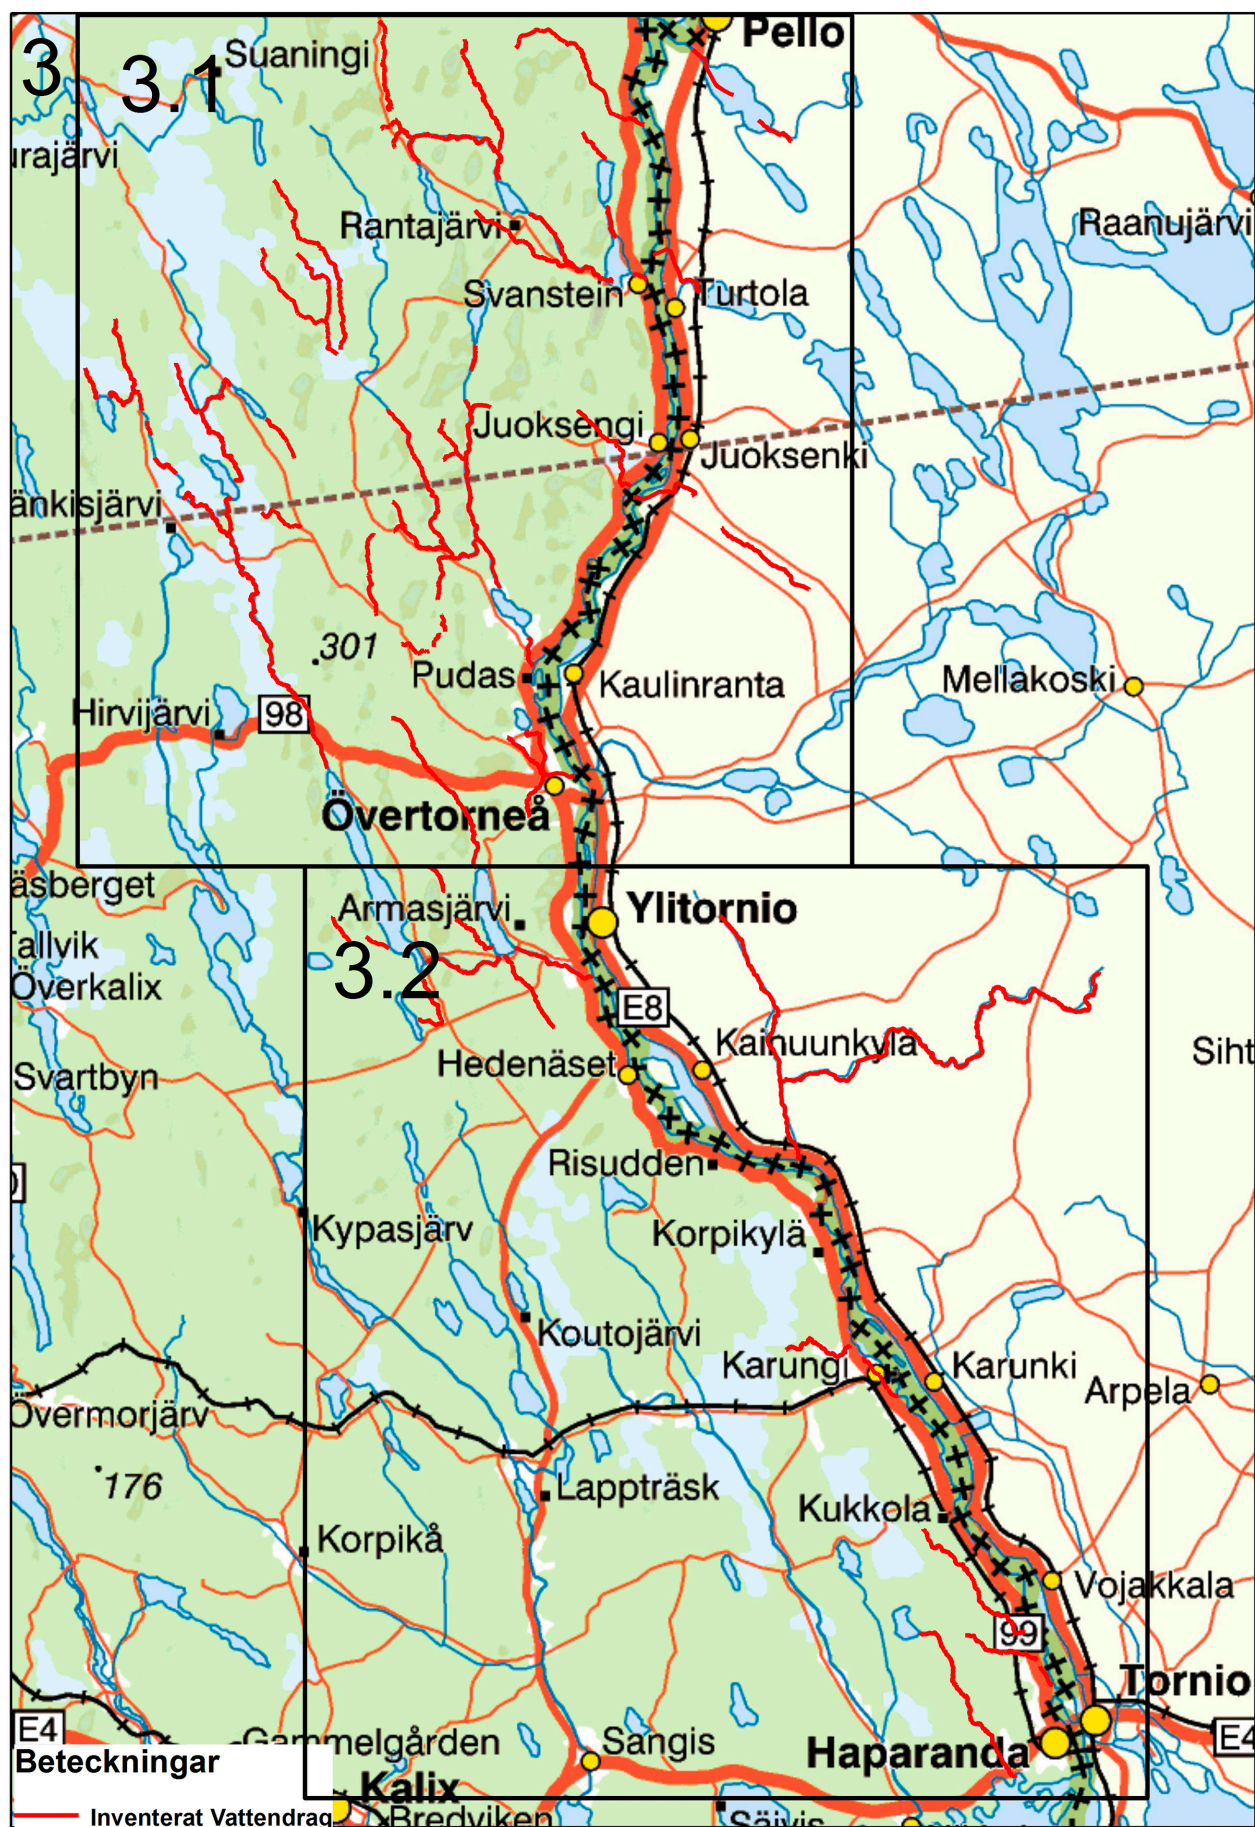 Pello
3
3.1
Suaningi
urajärvi
Rantajärvi
Raanujärvi
Svanstein
Turtola
Juoksengi
Juoksenki
änkisjärvi
301
Pudas
Kaulinranta
Mellakoski
Hirvijärvi
98
Övertorneå
äsberget
Armasjärvi
Ylitornio
Tallvik
3.2
Överkalix
E8
Kainuunkylä
Siht
Hedenäset
Svartbyn
Risudden
Kypasjärv
Korpikylä
Koutojärvi
Karungi
Karunki
Arpela
Övermorjärv
176
Lappträsk
Kukkola
Korpikå
Vojakkala
99
Tornio
E4
E4
Gammelgården
Sangis
Haparanda
Beteckningar
Kalix
Inventerat Vattendrag
Bredviken
Säivis